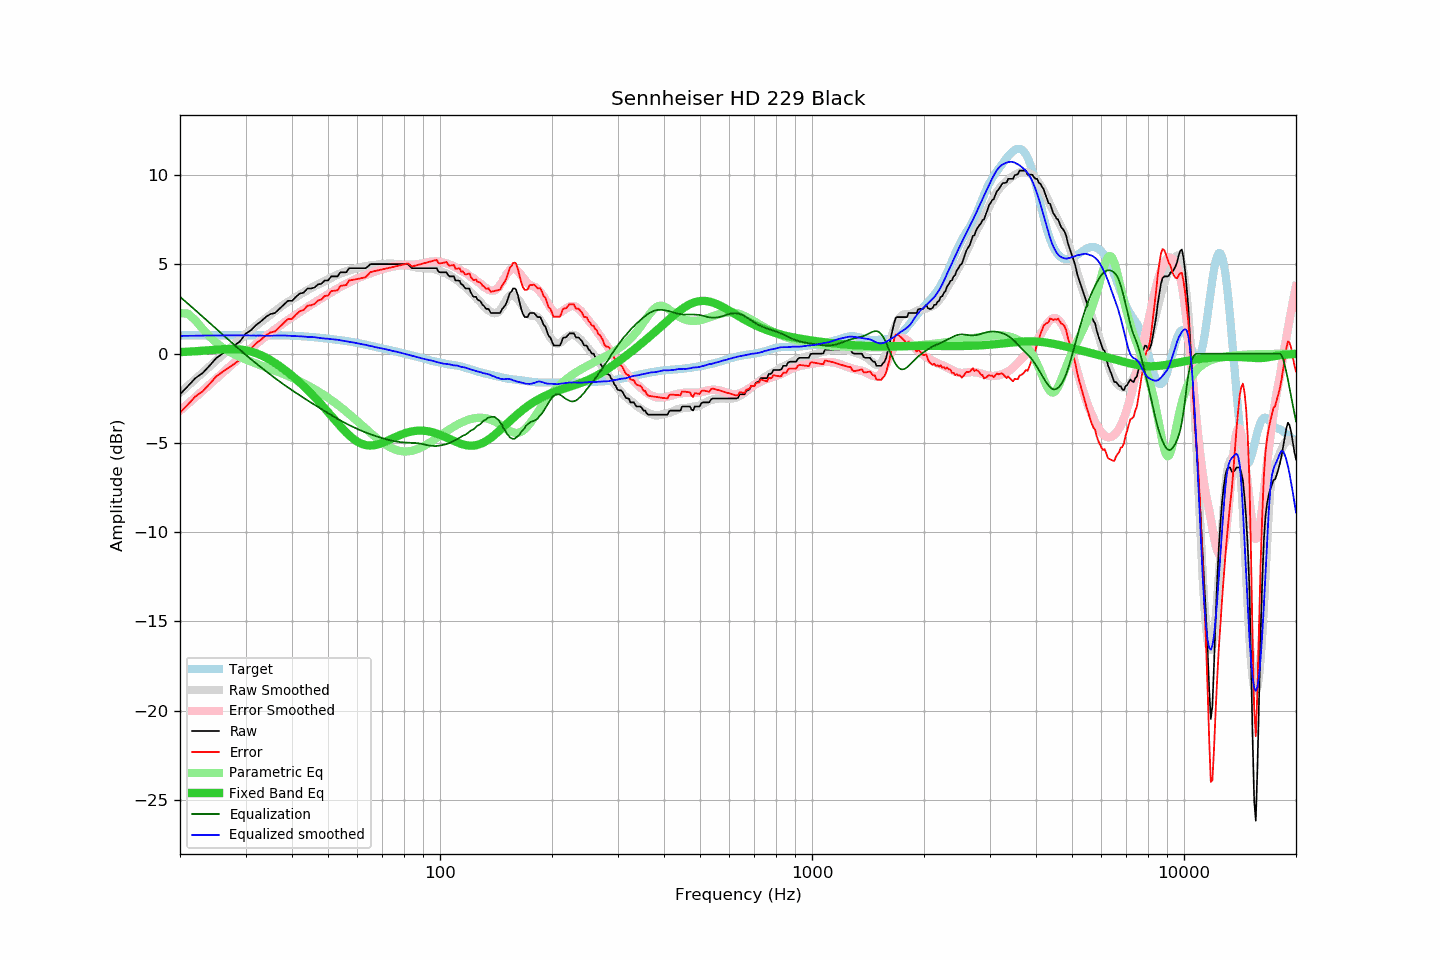 Sennheiser HD 229 Black
Amplitude (dBr)
10
5
0
−5
−10
−15
−20
−25
Target
Raw Smoothed
Error Smoothed
Raw
Error
Parametric Eq
Fixed Band Eq
Equalization
Equalized smoothed
100
1000
10000
Frequency (Hz)